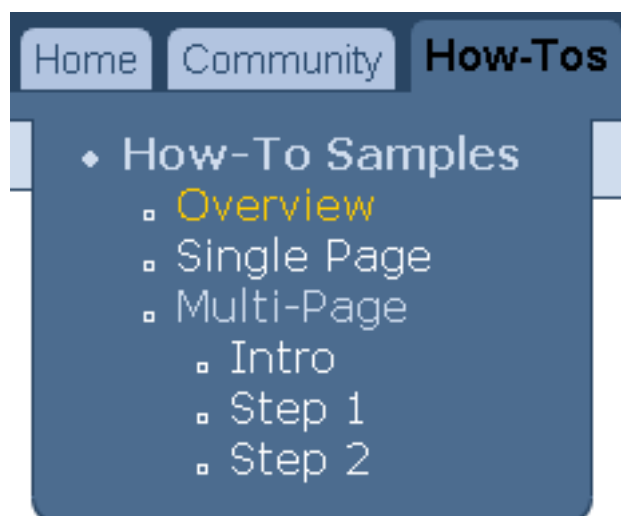 Home Community How-Tos
How-To Samples
Overview
Single Page
Multi-Page
Intro
Step 1
Step 2